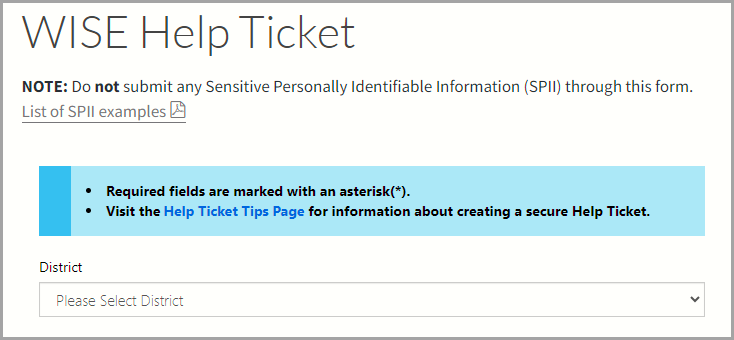 WISE Help Ticket
NOTE: Do not submit any Sensitive Personally Identifiable Information (SPII) through this form.
List of SPII examples
• Required fields are marked with an asterisk(*).
• Visit the Help Ticket Tips Page for information about creating a secure Help Ticket.
District
Please Select District